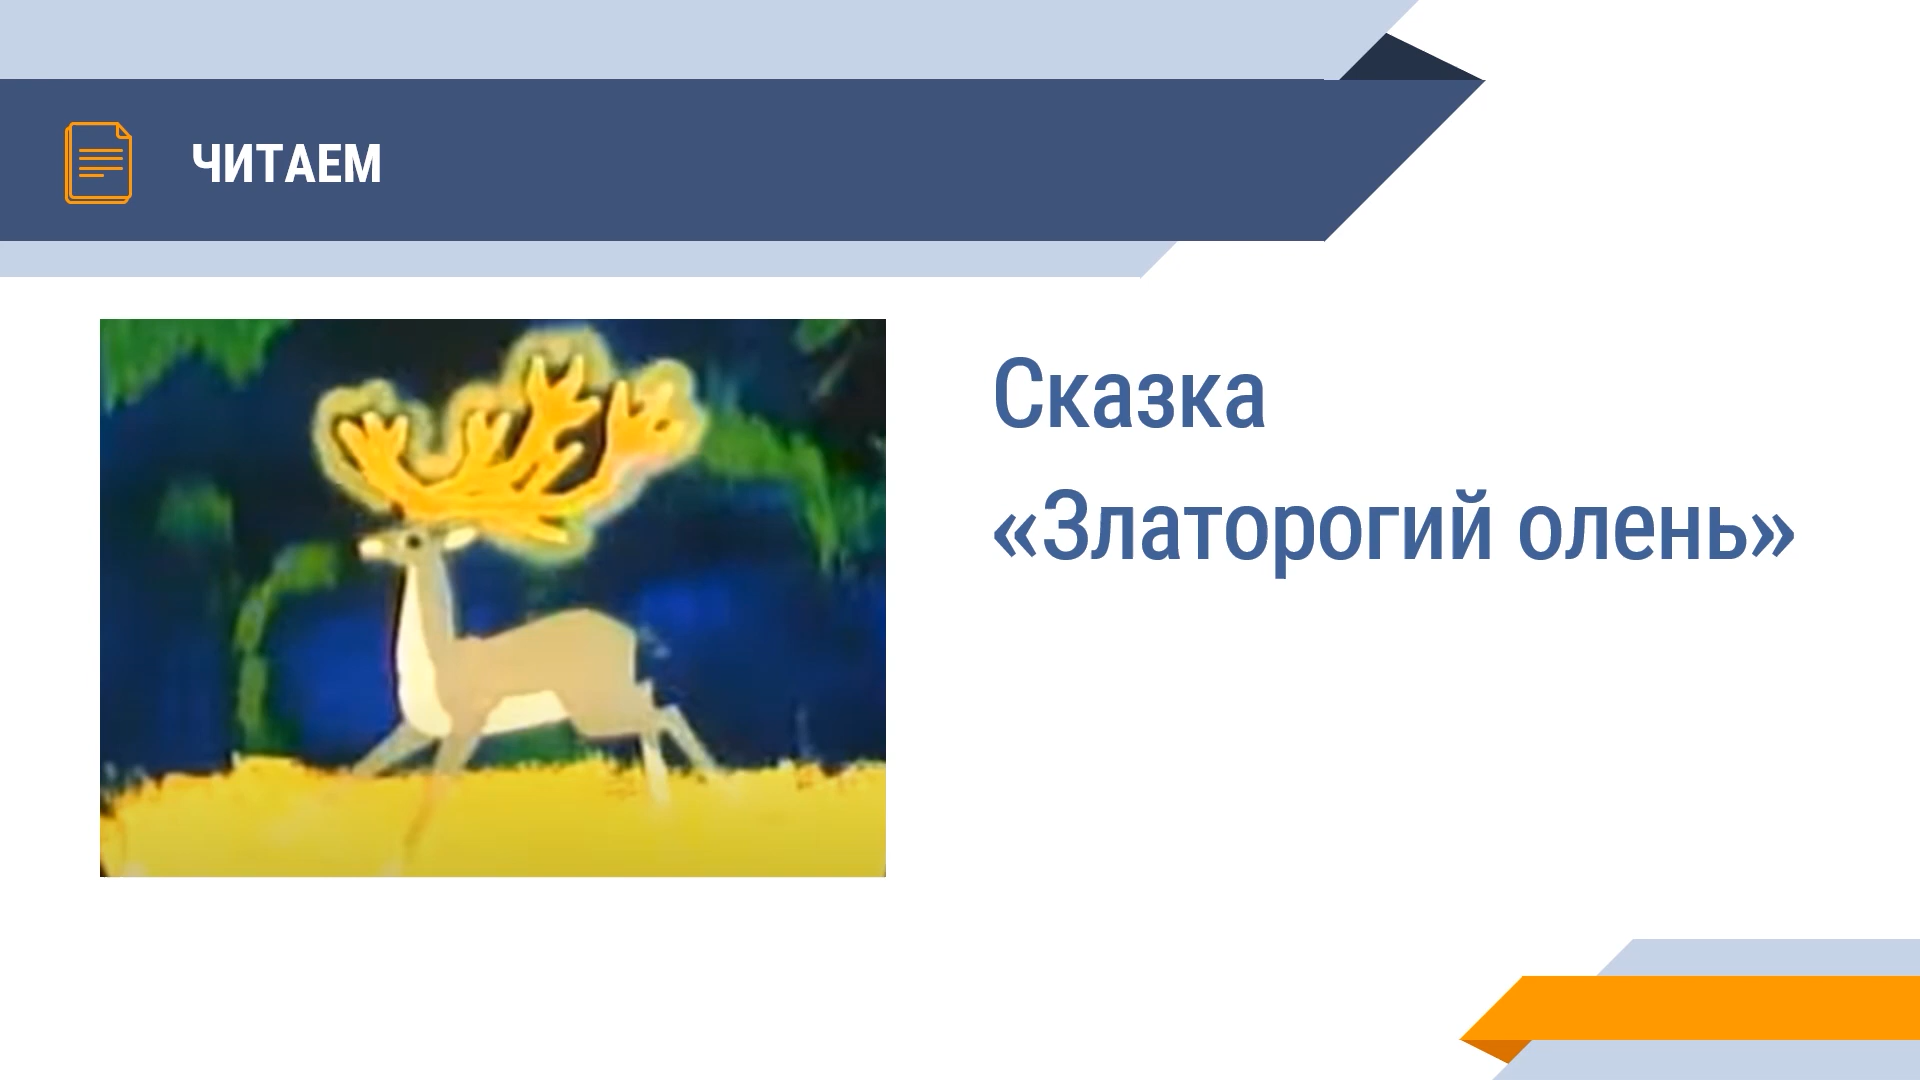 ЧИТАЕМ
Сказка
«Златорогий олень»